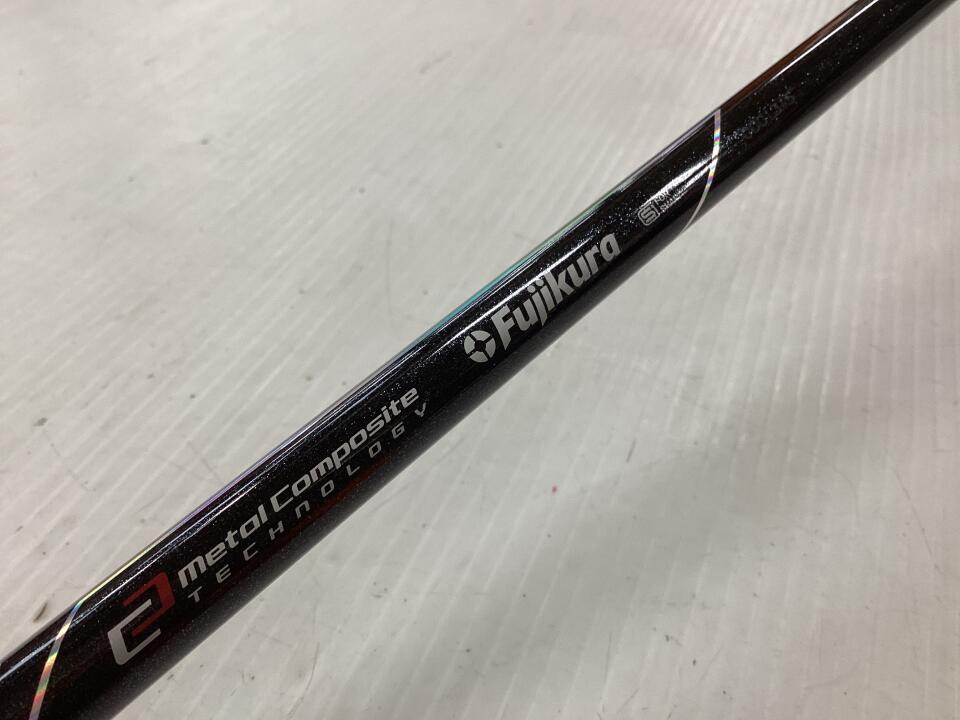 metal Composite
TECHNOLOGY
Fujikura
S